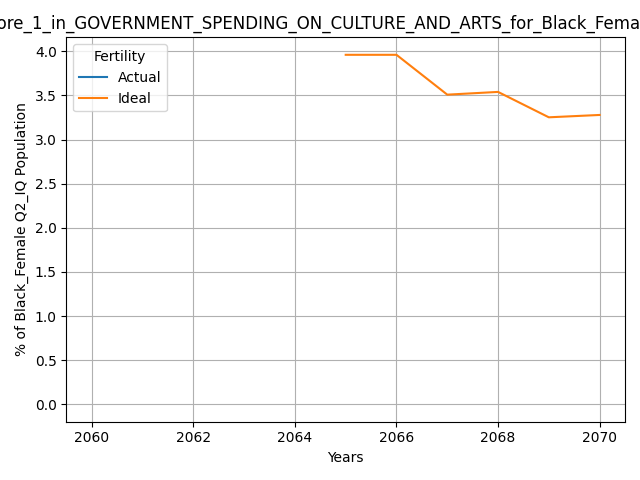 ore_1_in_GOVERNMENT_SPENDING_ON_CULTURE_AND_ARTS_for_Black_Fema
Fertility
Actual
Ideal
% of Black_Female Q2_IQ Population
4.0
3.5
3.0
2.5
2.0
1.5
1.0
0.5
0.0
2060 2062 2064 2066 2068 2070
Years